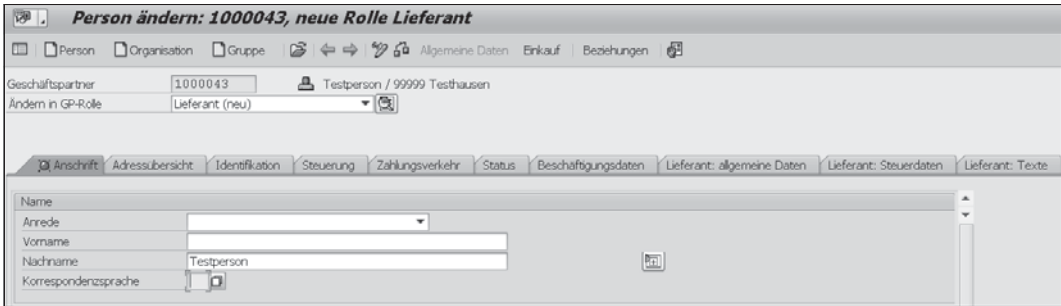 Person ändern: 1000043, neue Rolle Lieferant
Person Organisation Gruppe Allgemeine Daten Einkauf Beziehungen
Geschäftspartner 1000043 Testperson / 99999 Testhausen
Ändern in GP-Rolle Lieferant (neu)
Anschrift Adressübersicht Identifikation Steuerung Zahlungsverkehr Status Beschäftigungsdaten Lieferant: allgemeine Daten Lieferant: Steuerdaten Lieferant: Texte
Name
Anrede
Vorname
Nachname Testperson
Korrespondenzsprache